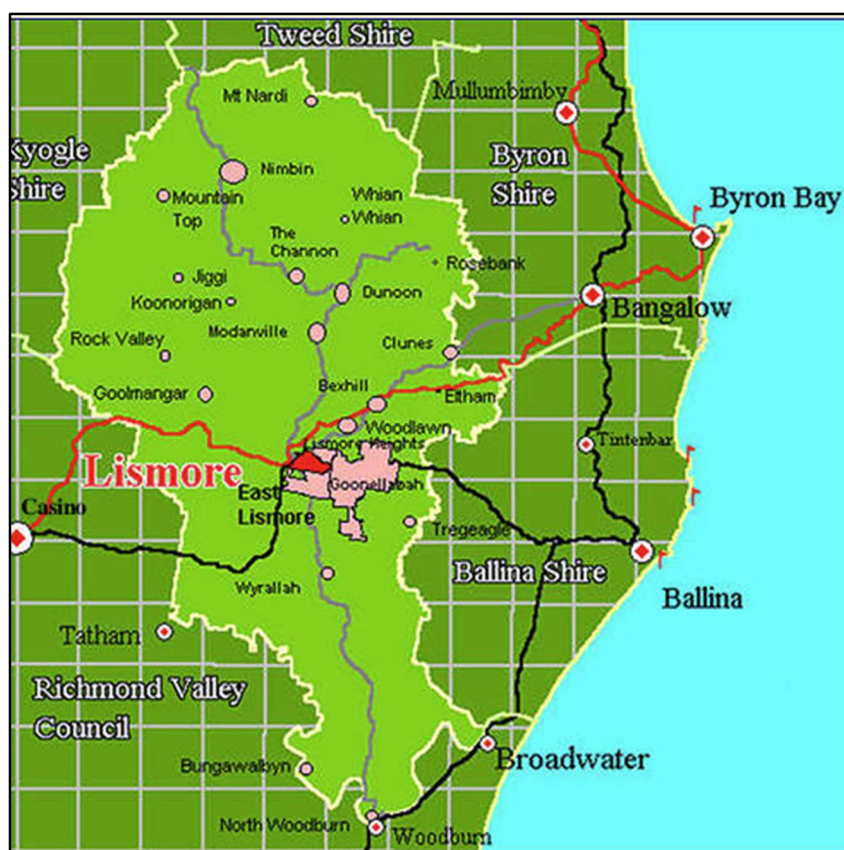 Tweed Shire
Mt Nardi
Mullumbimby
Kyogle
Shire
Byron
Shire
Nimbin
Mountain
Top
Whian
Whian
Byron Bay
The
Channon
Rosebank
Jiggi
Koonorigan
Dunoon
Bangalow
Rock Valley
Modanville
Clunes
Goolmangar
Bexhill
Eltham
Woodlawn
Lismore Heights
Tintenbar
Lismore
Goonellabah
Casino
East
Lismore
Tregeagle
Wyrallah
Ballina Shire
Ballina
Tatham
Richmond Valley
Council
Broadwater
Bungawalbyn
North Woodburn
Woodburn